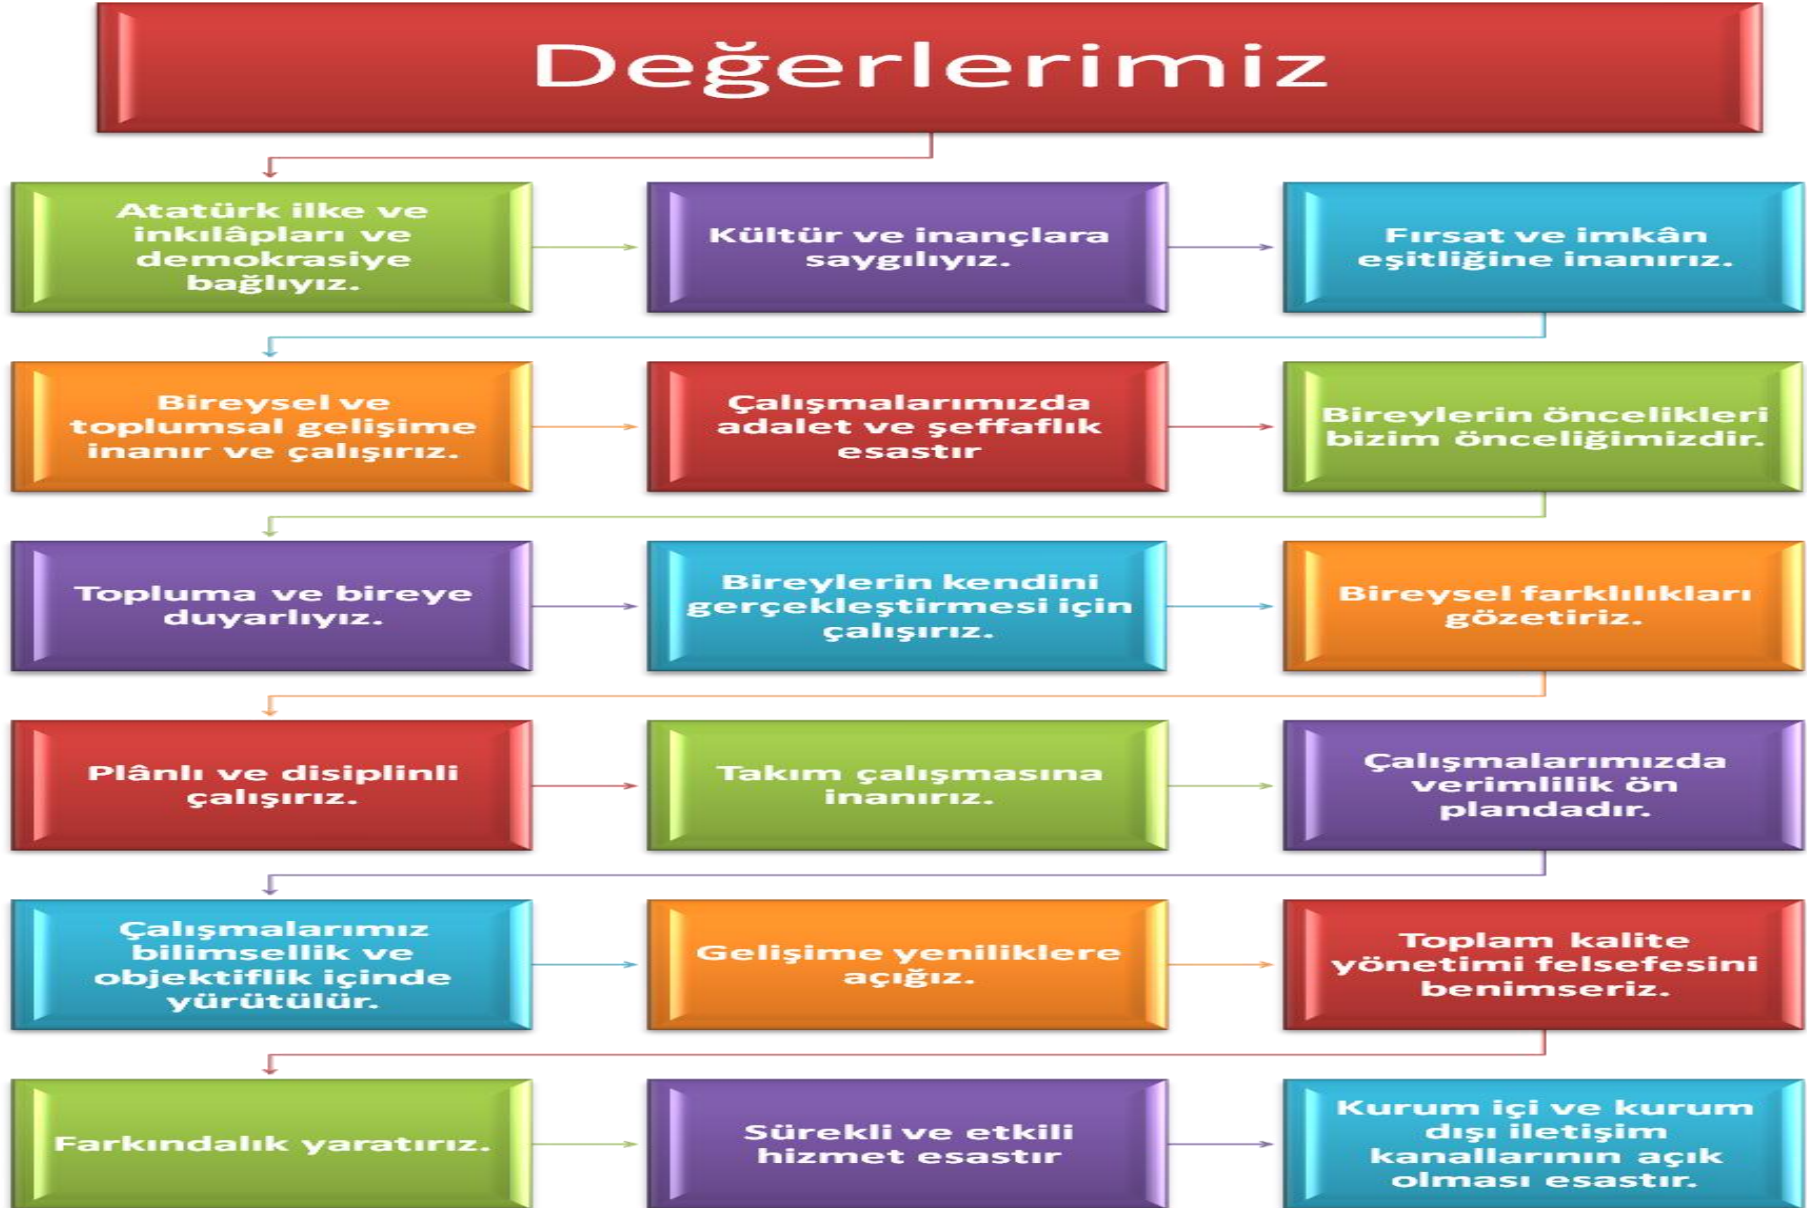 Değerlerimiz
Atatürk ilke ve
inkılâpları ve
demokrasiye
bağlıyız.
Kültür ve inançlara
saygılıyız.
Fırsat ve imkân
eşitliğine inanırız.
Bireysel ve
toplumsal gelişime
inanır ve çalışırız.
Çalışmalarımızda
adalet ve şeffaflık
esastır
Bireylerin öncelikleri
bizim önceliğimizdir.
Topluma ve bireye
duyarlıyız.
Bireylerin kendini
gerçekleştirmesi için
çalışırız.
Bireysel farklılıkları
gözetiriz.
Plânlı ve disiplinli
çalışırız.
Takım çalışmasına
inanırız.
Çalışmalarımızda
verimlilik ön
plandadır.
Çalışmalarımız
bilimsellik ve
objektiflik içinde
yürütülür.
Gelişime yeniliklere
açığız.
Toplam kalite
yönetimi felsefesini
benimseriz.
Farkındalık yaratırız.
Sürekli ve etkili
hizmet esastır
Kurum içi ve kurum
dışı iletişim
kanallarının açık
olması esastır.